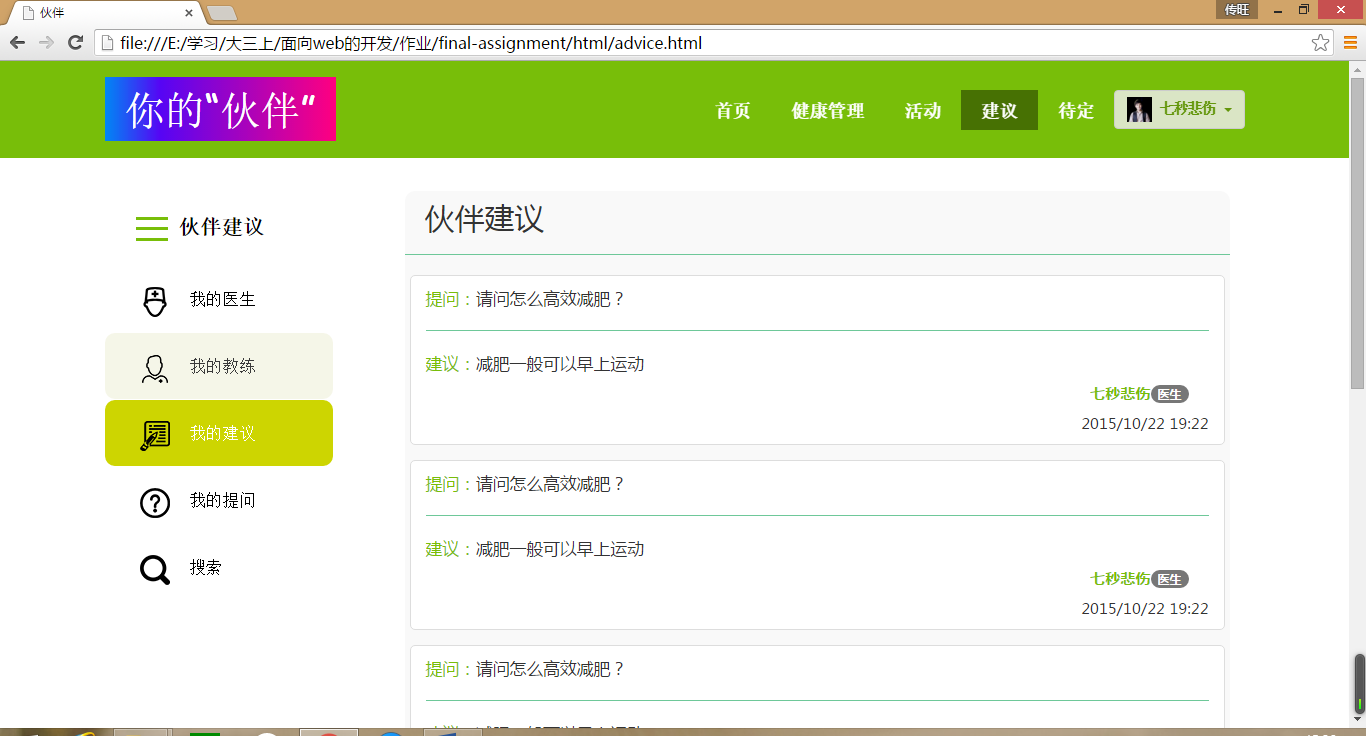 伙伴
传旺
file:///E:/学习/大三上/面向web的开发/作业/final-assignment/html/advice.html
你的“伙伴”
首页 健康管理 活动 建议 待定 七秒悲伤
伙伴建议
我的医生
我的教练
我的建议
我的提问
搜索
伙伴建议
提问：请问怎么高效减肥？
建议：减肥一般可以早上运动
七秒悲伤 医生
2015/10/22 19:22
提问：请问怎么高效减肥？
建议：减肥一般可以早上运动
七秒悲伤 医生
2015/10/22 19:22
提问：请问怎么高效减肥？